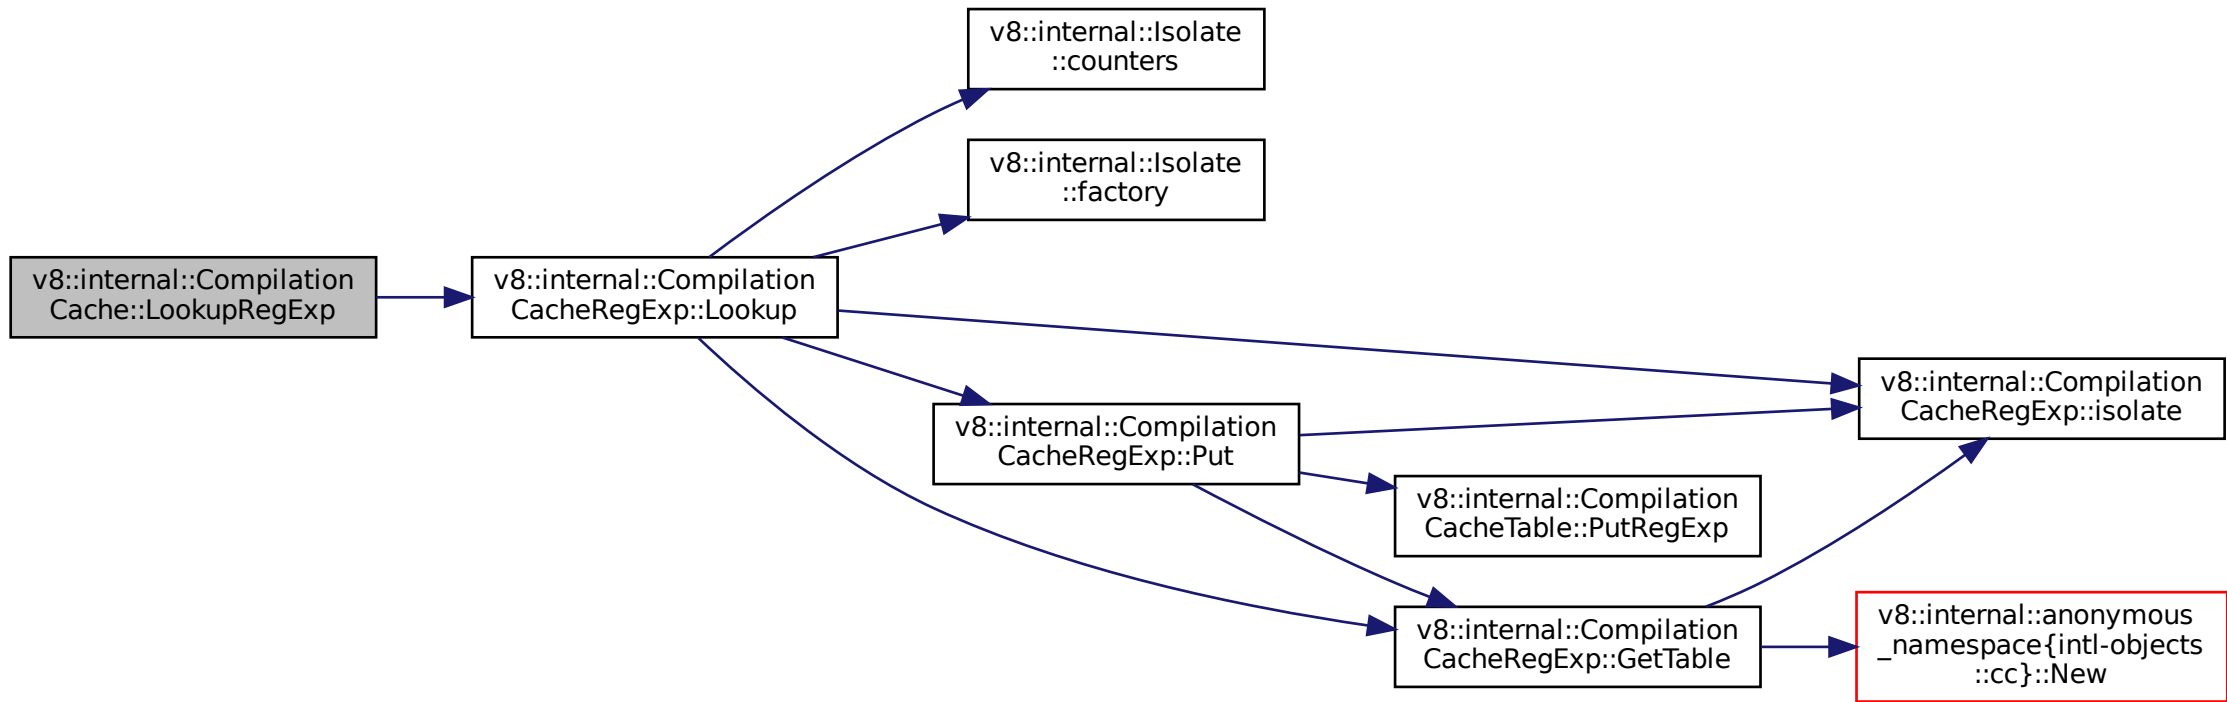 v8::internal::Isolate
::counters
v8::internal::Isolate
::factory
v8::internal::Compilation
Cache::LookupRegExp
v8::internal::Compilation
CacheRegExp::Lookup
v8::internal::Compilation
CacheRegExp::isolate
v8::internal::Compilation
CacheRegExp::Put
v8::internal::Compilation
CacheTable::PutRegExp
v8::internal::Compilation
CacheRegExp::GetTable
v8::internal::anonymous
_namespace{intl-objects
::cc}::New